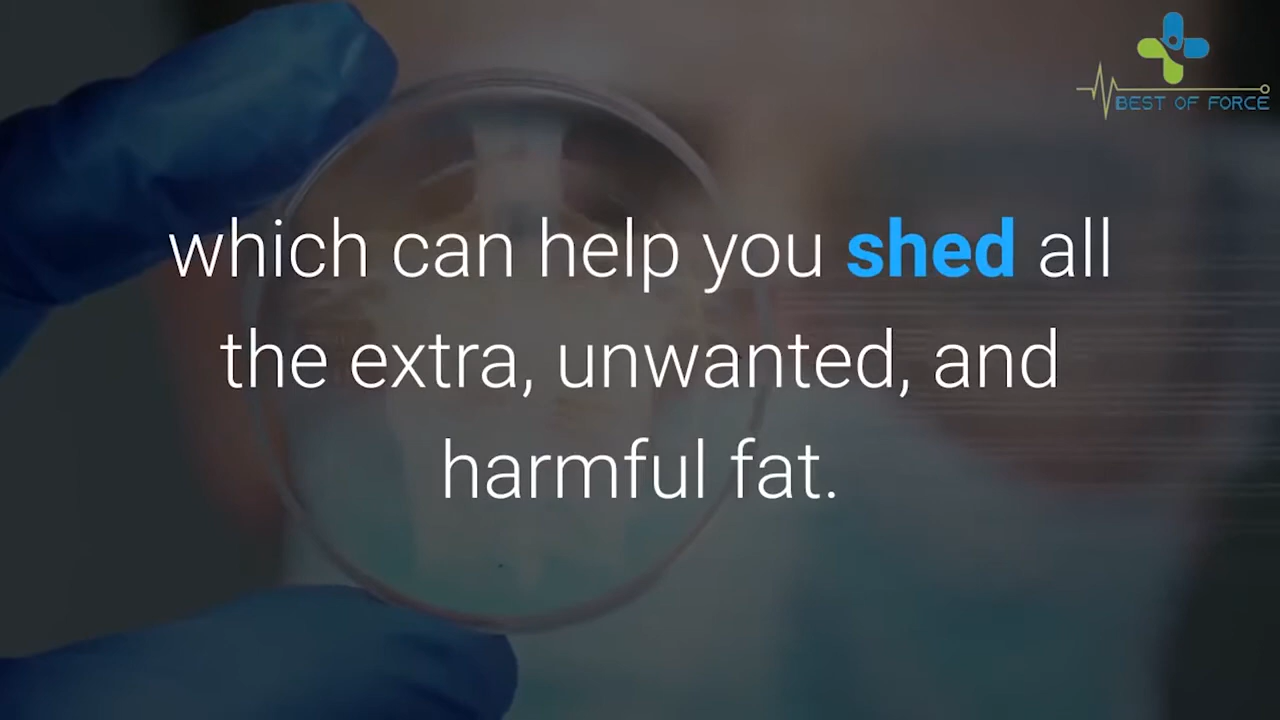 BEST OF FORCE
which can help you shed all
the extra, unwanted, and
harmful fat.